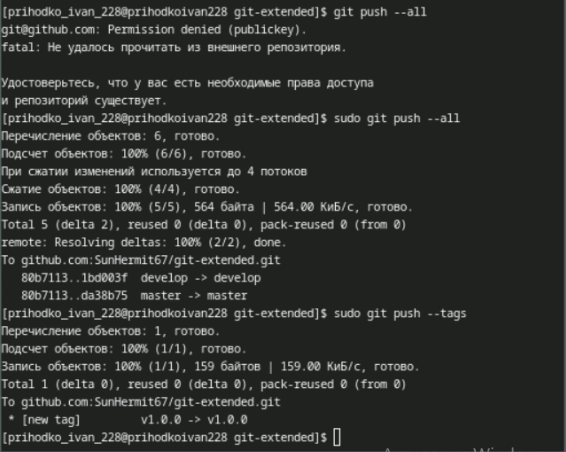 [prihodko_ivan_228@prihodkoivan228 git-extended]$ git push --all
git@github.com: Permission denied (publickey).
fatal: Не удалось прочитать из внешнего репозитория.
Удостоверьтесь, что у вас есть необходимые права доступа
и репозиторий существует.
[prihodko_ivan_228@prihodkoivan228 git-extended]$ sudo git push --all
Перечисление объектов: 6, готово.
Подсчет объектов: 100% (6/6), готово.
При сжатии изменений используется до 4 потоков
Сжатие объектов: 100% (4/4), готово.
Запись объектов: 100% (5/5), 564 байта | 564.00 КиБ/с, готово.
Total 5 (delta 2), reused 0 (delta 0), pack-reused 0 (from 0)
remote: Resolving deltas: 100% (2/2), done.
To github.com:SunHermit67/git-extended.git
80b7113..1bd003f  develop -> develop
80b7113..da38b75  master -> master
[prihodko_ivan_228@prihodkoivan228 git-extended]$ sudo git push --tags
Перечисление объектов: 1, готово.
Подсчет объектов: 100% (1/1), готово.
Запись объектов: 100% (1/1), 159 байтов | 159.00 КиБ/с, готово.
Total 1 (delta 0), reused 0 (delta 0), pack-reused 0 (from 0)
To github.com:SunHermit67/git-extended.git
* [new tag]         v1.0.0 -> v1.0.0
[prihodko_ivan_228@prihodkoivan228 git-extended]$